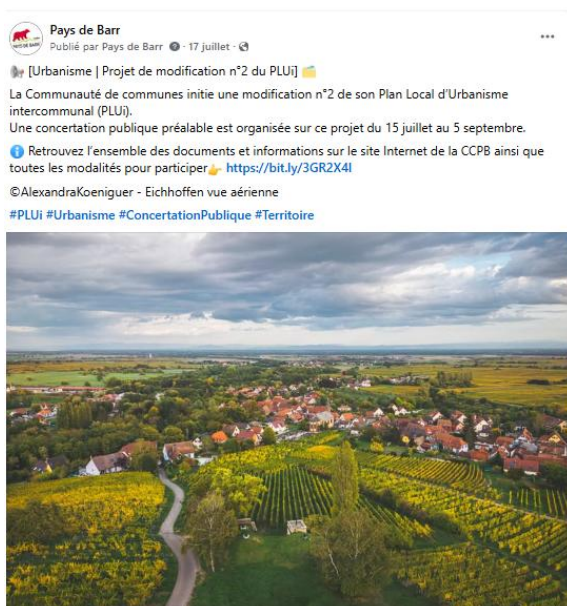 Pays de Barr
Publié par Pays de Barr · 17 juillet ·
[Urbanisme | Projet de modification n°2 du PLUi]
La Communauté de communes initie une modification n°2 de son Plan Local d'Urbanisme
intercommunal (PLUi).
Une concertation publique préalable est organisée sur ce projet du 15 juillet au 5 septembre.
Retrouvez l'ensemble des documents et informations sur le site Internet de la CCPB ainsi que
toutes les modalités pour participer https://bit.ly/3GR2X4I
©AlexandraKoeniguer - Eichhoffen vue aérienne
#PLUi #Urbanisme #ConcertationPublique #Territoire